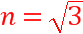 n = √3